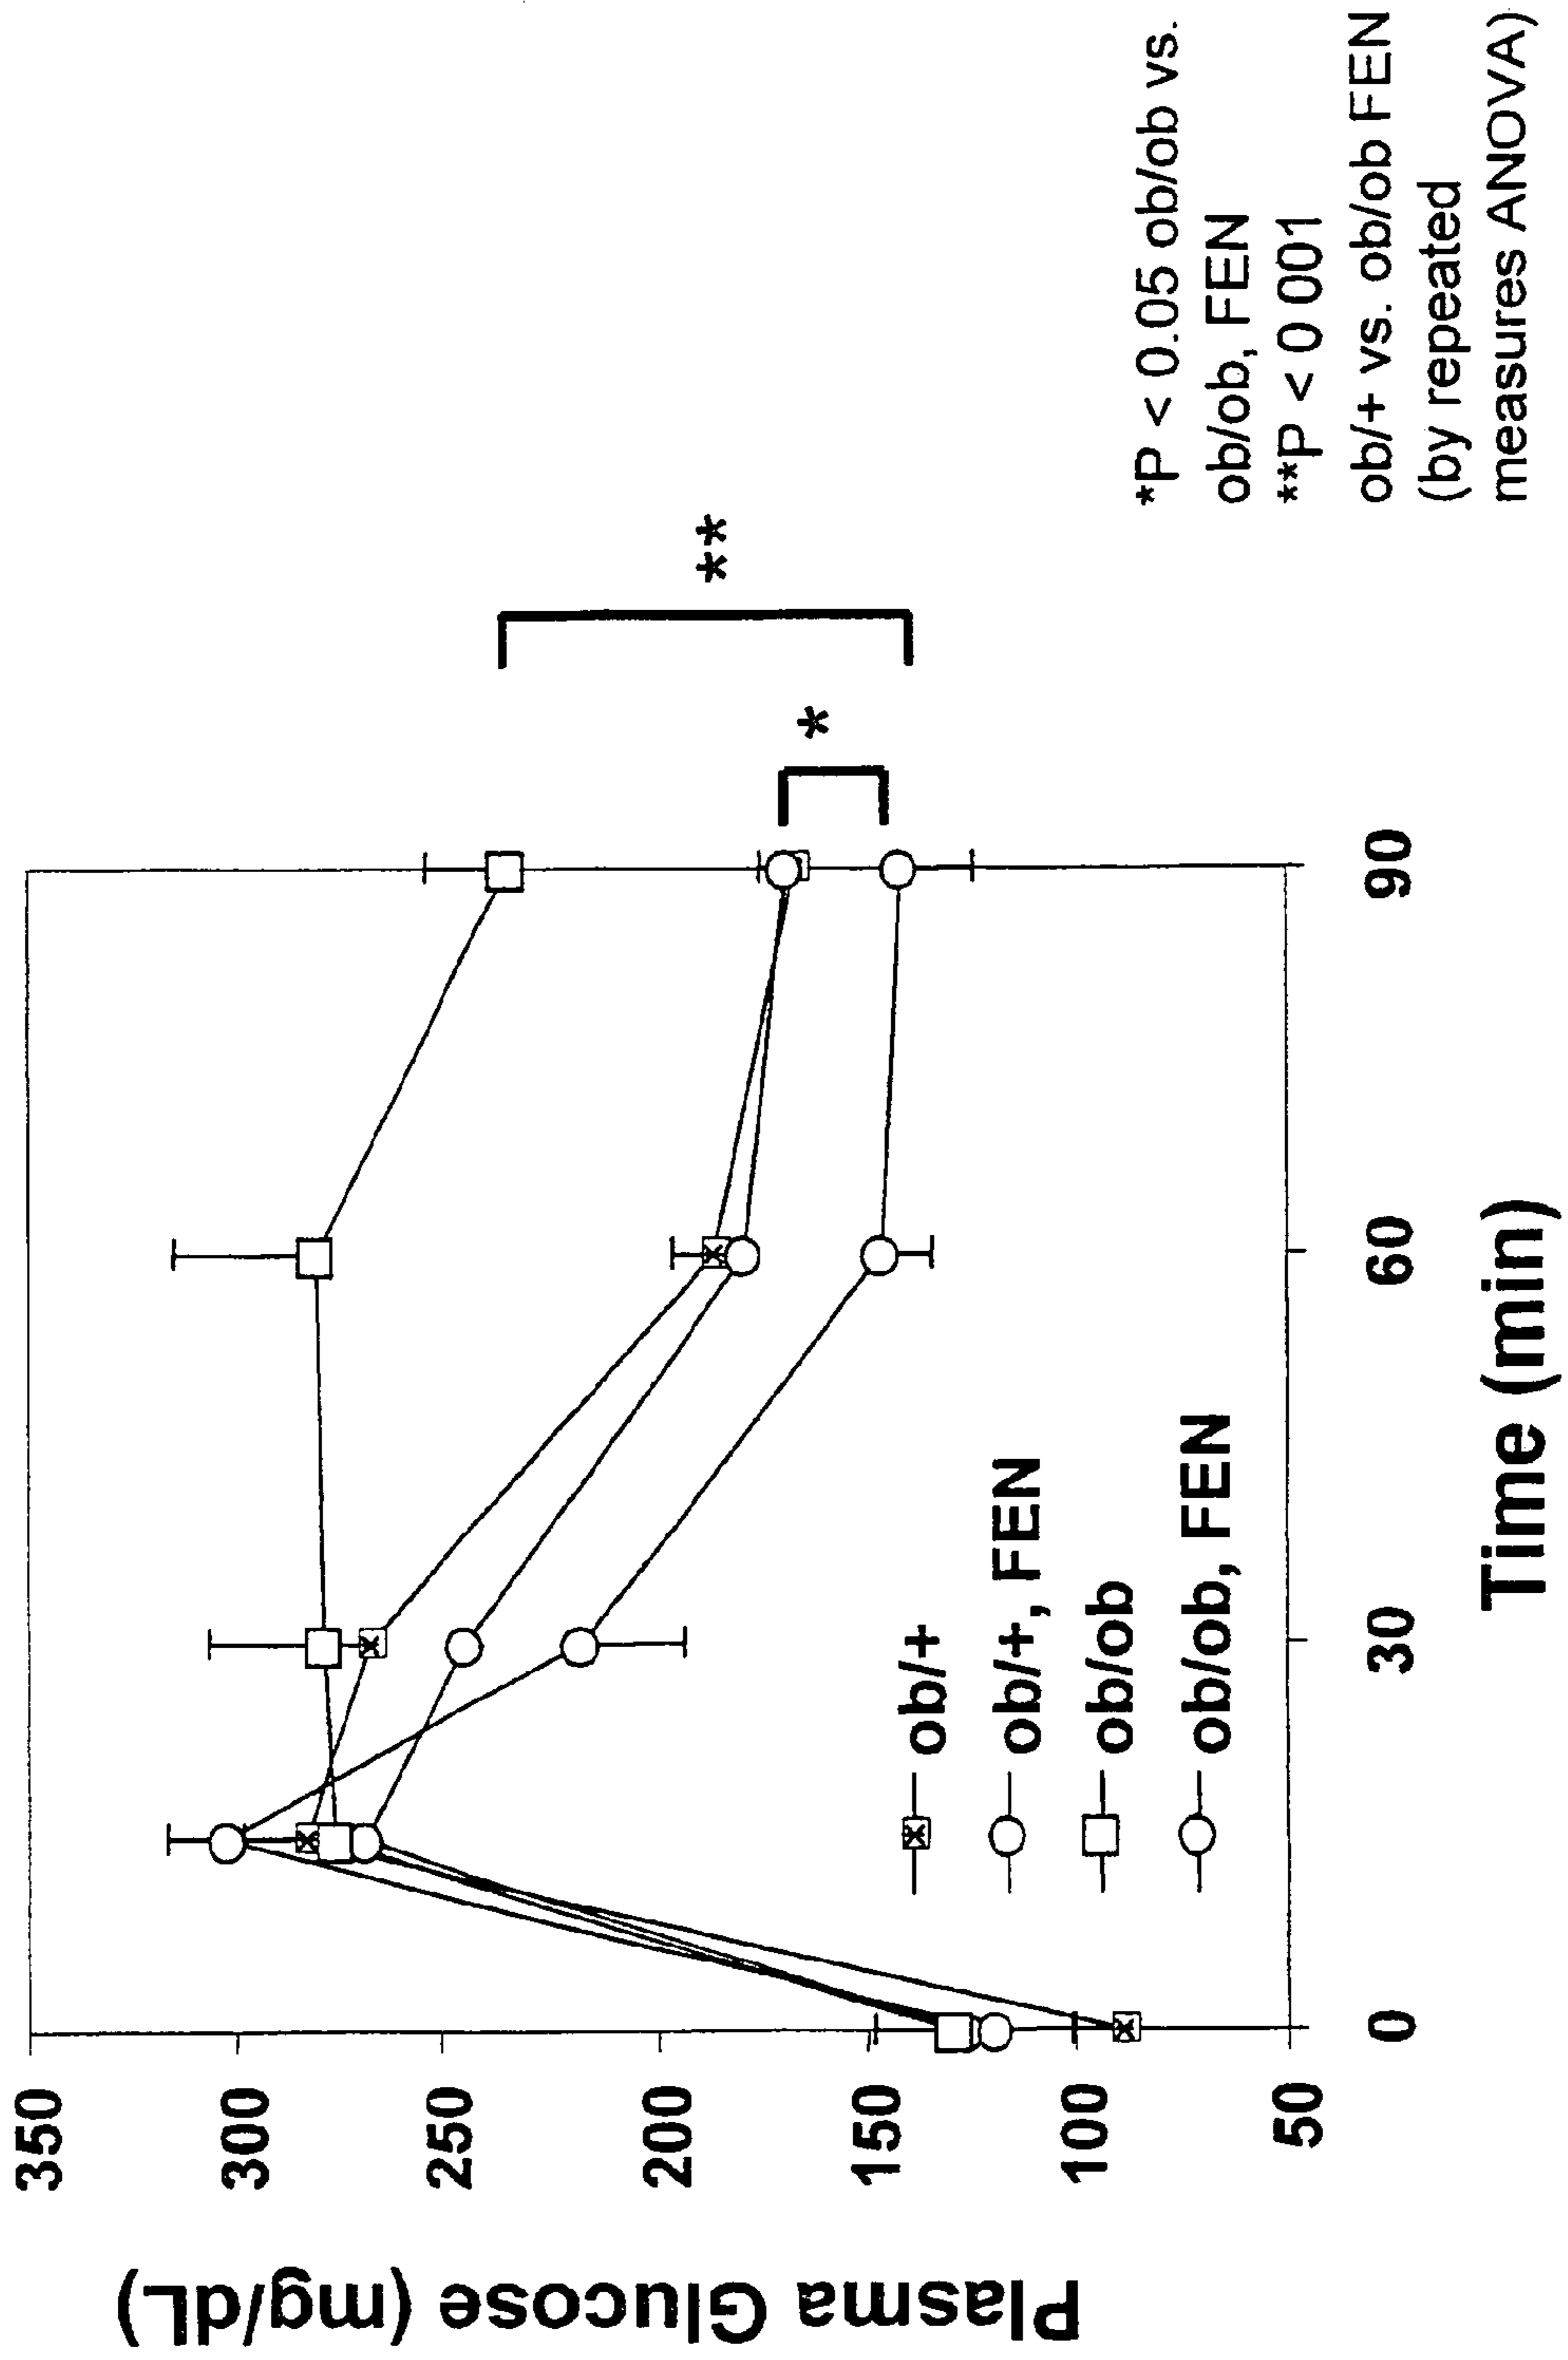 Plasma Glucose (mg/dL)
350
300
250
200
150
100
50
0
30
60
90
Time (min)
ob/+
ob/+, FEN
ob/ob
ob/ob, FEN
*
**
*P < 0.05 ob/ob vs.
ob/ob, FEN
**P < 0 001
ob/+ vs. ob/ob FEN
(by repeated
measures ANOVA)